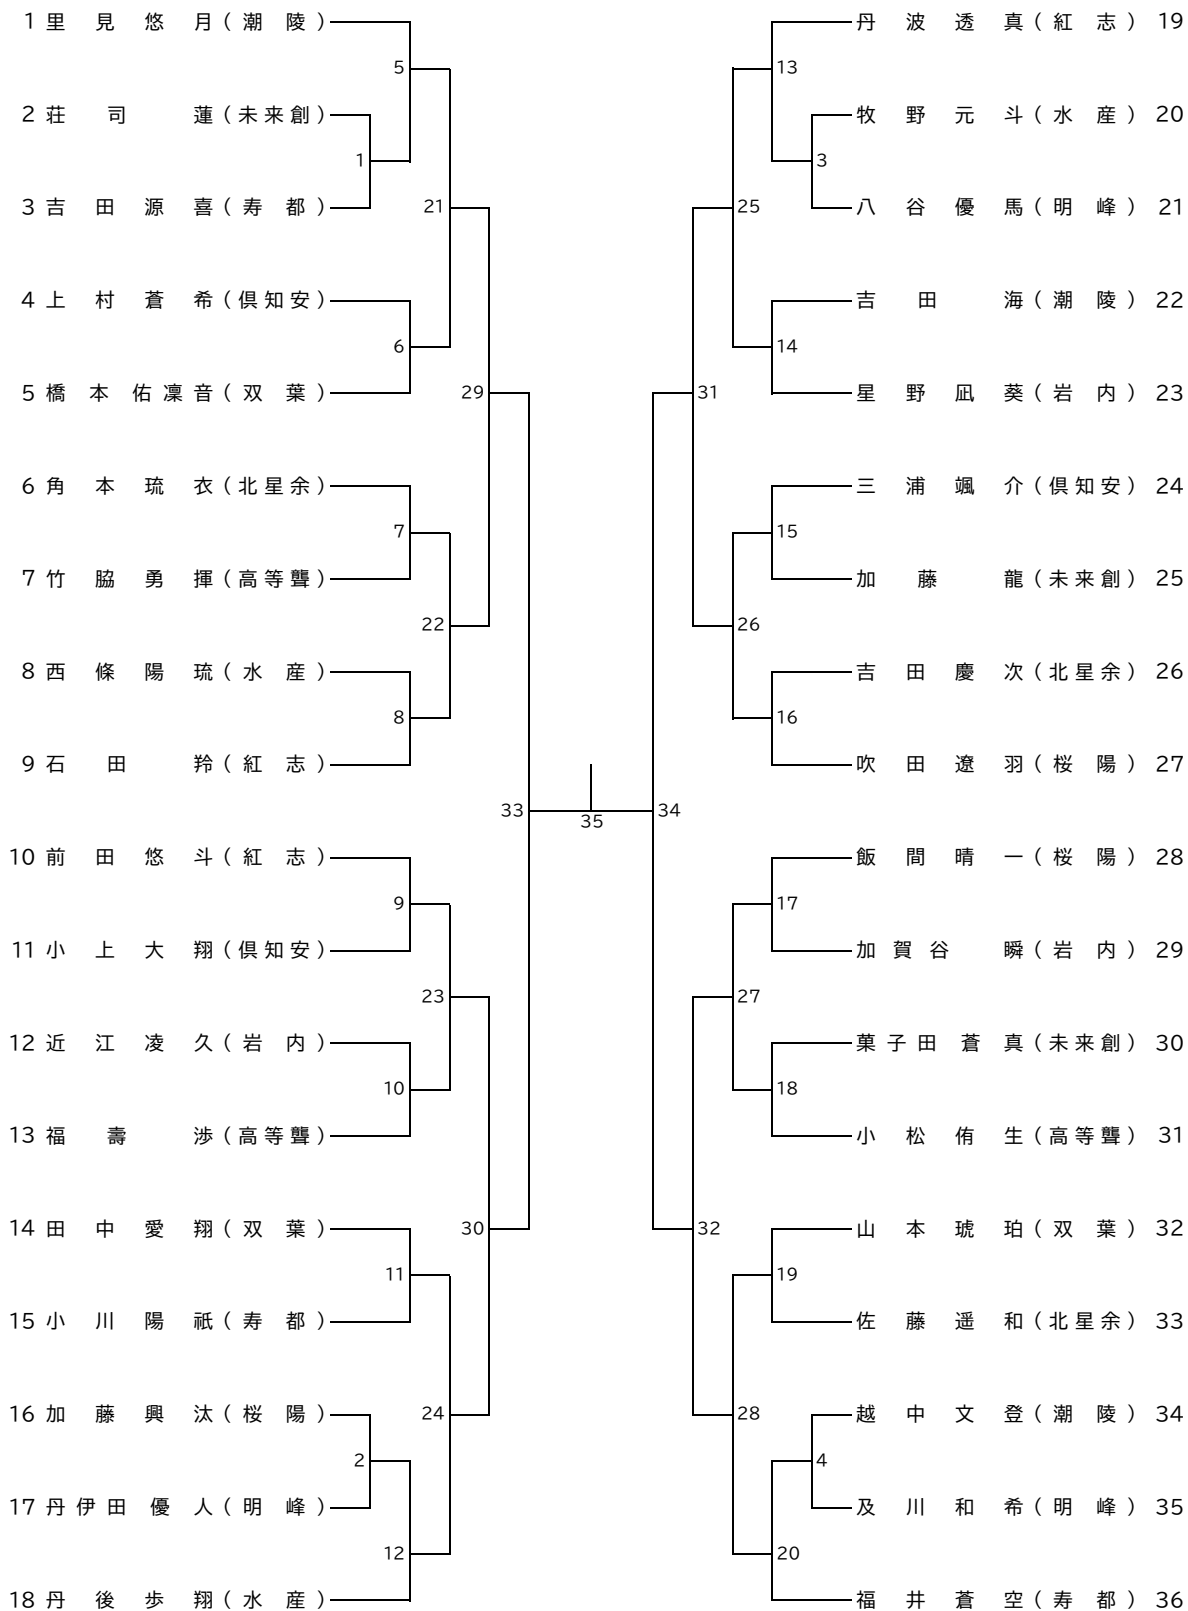 1 里見悠月(潮陵) 丹波透真(紅志) 19
5 13
2 荘司蓮(未来創) 牧野元斗(水産) 20
1 3
3 吉田源喜(寿都) 21 25 八谷優馬(明峰) 21
4 上村蒼希(倶知安) 吉田海(潮陵) 22
6 14
5 橋本佑凜音(双葉) 29 31 星野凪葵(岩内) 23
6 角本琉衣(北星余) 三浦颯介(倶知安) 24
7 15
7 竹脇勇揮(高等聾) 加藤龍(未来創) 25
22 26
8 西條陽琉(水産) 吉田慶次(北星余) 26
8 16
9 石田羚(紅志) 吹田遼羽(桜陽) 27
33 35 34
10 前田悠斗(紅志) 飯間晴一(桜陽) 28
9 17
11 小上大翔(倶知安) 加賀谷瞬(岩内) 29
23 27
12 近江凌久(岩内) 菓子田蒼真(未来創) 30
10 18
13 福壽渉(高等聾) 小松侑生(高等聾) 31
14 田中愛翔(双葉) 30 32 山本琥珀(双葉) 32
11 19
15 小川陽祇(寿都) 佐藤遥和(北星余) 33
16 加藤興汰(桜陽) 24 28 越中文登(潮陵) 34
2 4
17 丹伊田優人(明峰) 及川和希(明峰) 35
12 20
18 丹後歩翔(水産) 福井蒼空(寿都) 36